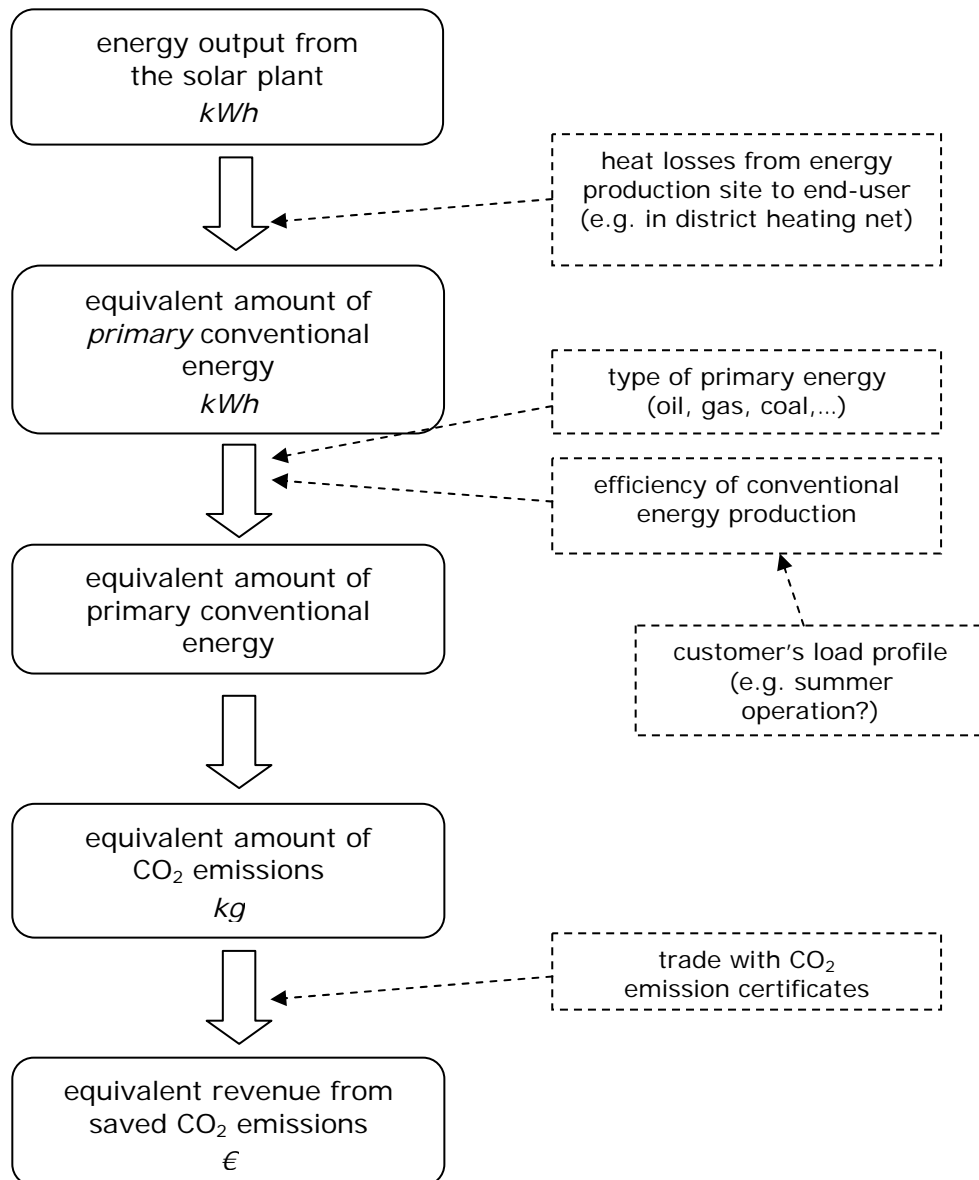 energy output from
the solar plant
kWh
heat losses from energy
production site to end-user
(e.g. in district heating net)
equivalent amount of
primary conventional
energy
kWh
type of primary energy
(oil, gas, coal,...)
efficiency of conventional
energy production
equivalent amount of
primary conventional
energy
customer's load profile
(e.g. summer
operation?)
equivalent amount of
CO₂ emissions
kg
trade with CO₂
emission certificates
equivalent revenue from
saved CO₂ emissions
€